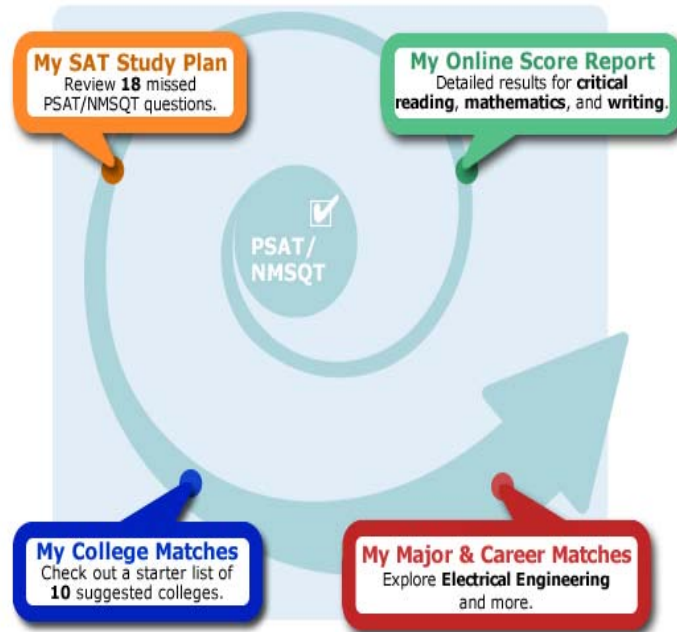 My SAT Study Plan
Review 18 missed
PSAT/NMSQT questions.
My Online Score Report
Detailed results for critical
reading, mathematics, and writing.
PSAT/
NMSQT
My College Matches
Check out a starter list of
10 suggested colleges.
My Major & Career Matches
Explore Electrical Engineering
and more.